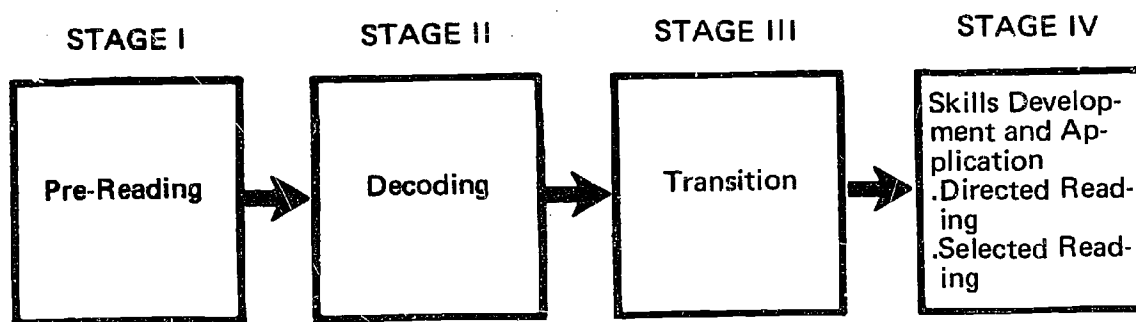 STAGE I
STAGE II
STAGE III
STAGE IV
Pre-Reading
Decoding
Transition
Skills Develop-
ment and Ap-
plication
.Directed Read-
ing
.Selected Read-
ing